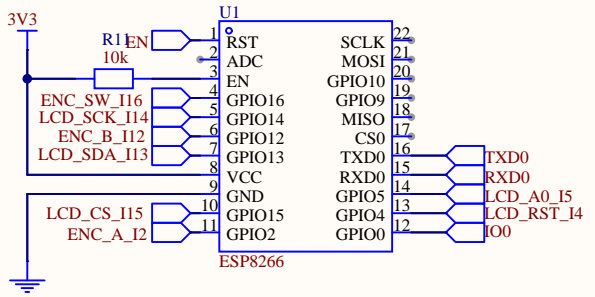 U1
3V3
R11
10k
EN
1 RST SCLK 22
2 ADC MOSI 21
3 EN GPIO10 20
ENC_SW_I16 4 GPIO16 GPIO9 19
LCD_SCK_I14 5 GPIO14 MISO 18
ENC_B_I12 6 GPIO12 CS0 17
LCD_SDA_I13 7 GPIO13 TXD0 16 TXD0
8 VCC RXD0 15 RXD0
9 GND GPIO5 14 LCD_A0_I5
LCD_CS_I15 10 GPIO15 GPIO4 13 LCD_RST_I4
ENC_A_I2 11 GPIO2 GPIO0 12 IO0
ESP8266